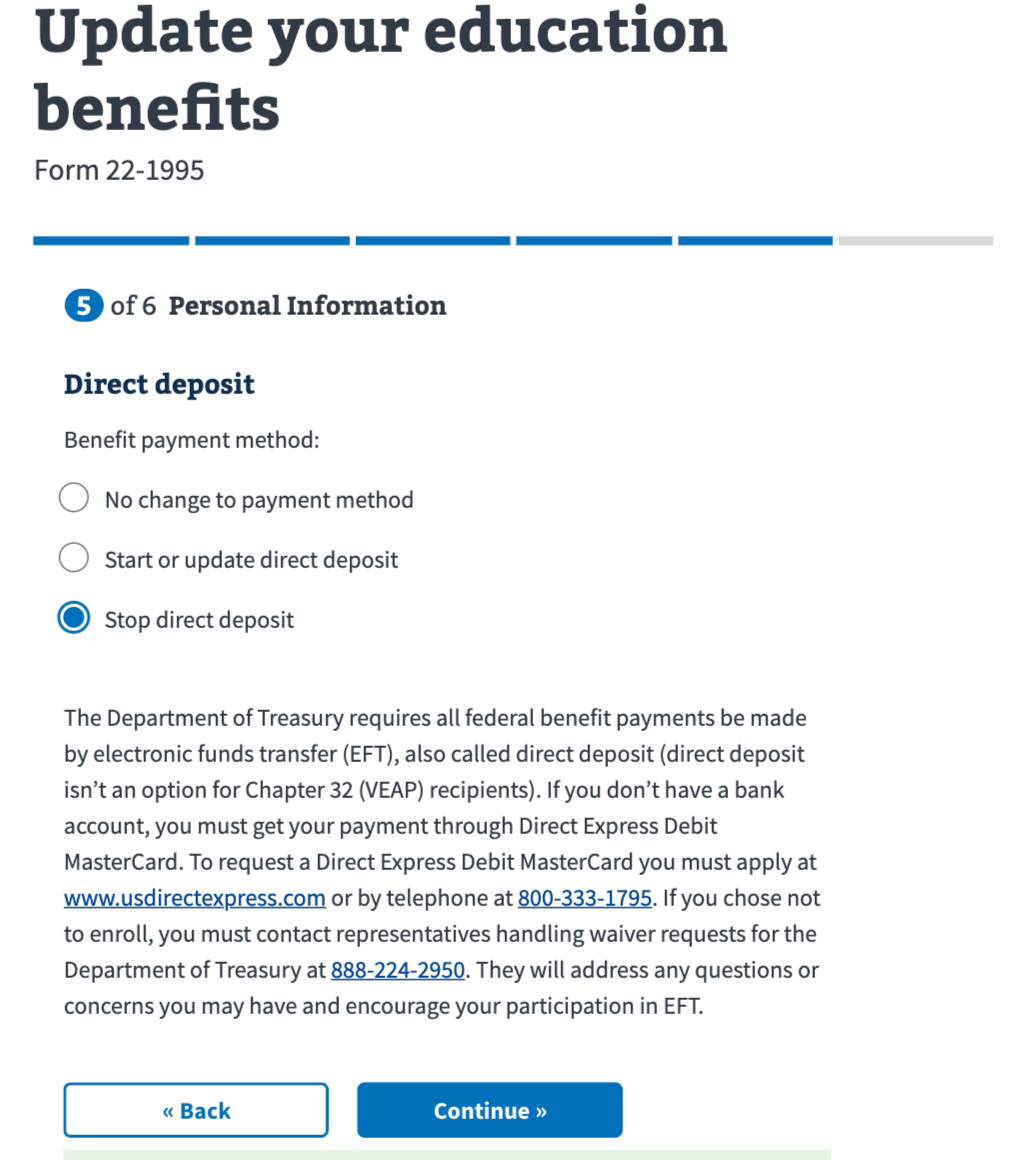 Update your education
benefits
Form 22-1995
5 of 6 Personal Information
Direct deposit
Benefit payment method:
No change to payment method
Start or update direct deposit
Stop direct deposit
The Department of Treasury requires all federal benefit payments be made
by electronic funds transfer (EFT), also called direct deposit (direct deposit
isn’t an option for Chapter 32 (VEAP) recipients). If you don’t have a bank
account, you must get your payment through Direct Express Debit
MasterCard. To request a Direct Express Debit MasterCard you must apply at
www.usdirectexpress.com or by telephone at 800-333-1795. If you chose not
to enroll, you must contact representatives handling waiver requests for the
Department of Treasury at 888-224-2950. They will address any questions or
concerns you may have and encourage your participation in EFT.
« Back Continue »